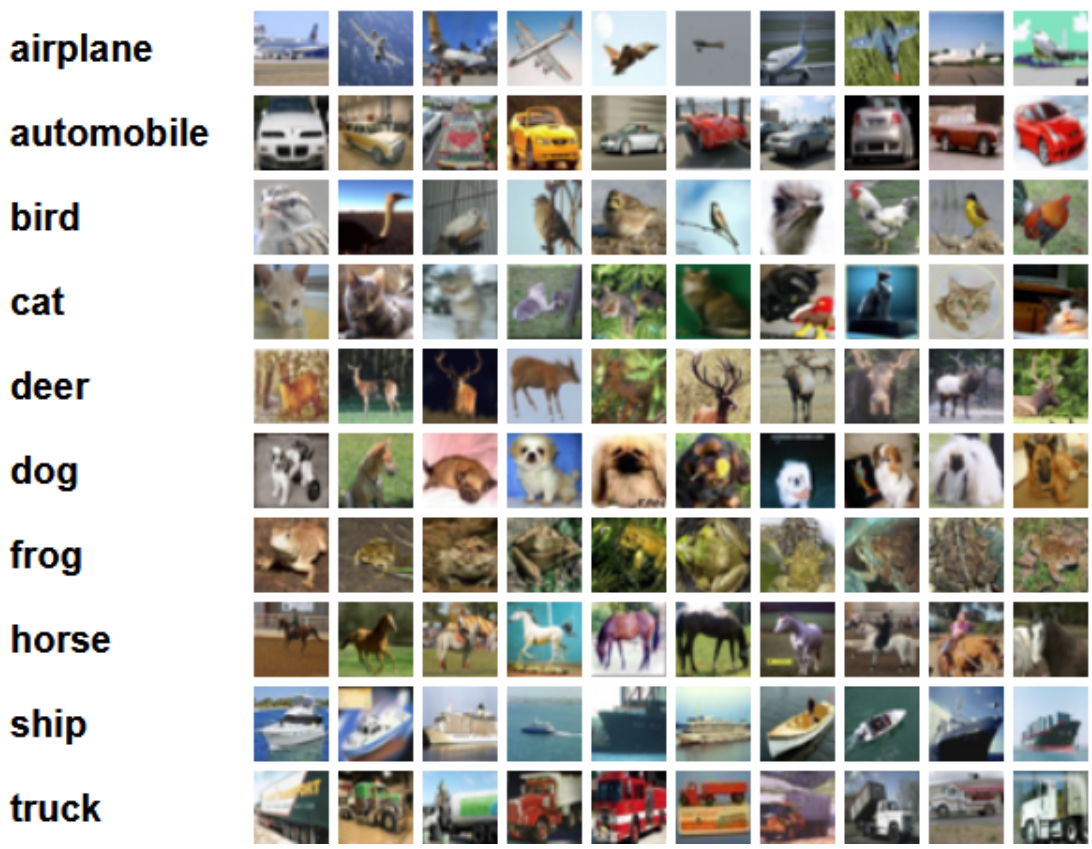 airplane
automobile
bird
cat
deer
dog
frog
horse
ship
truck